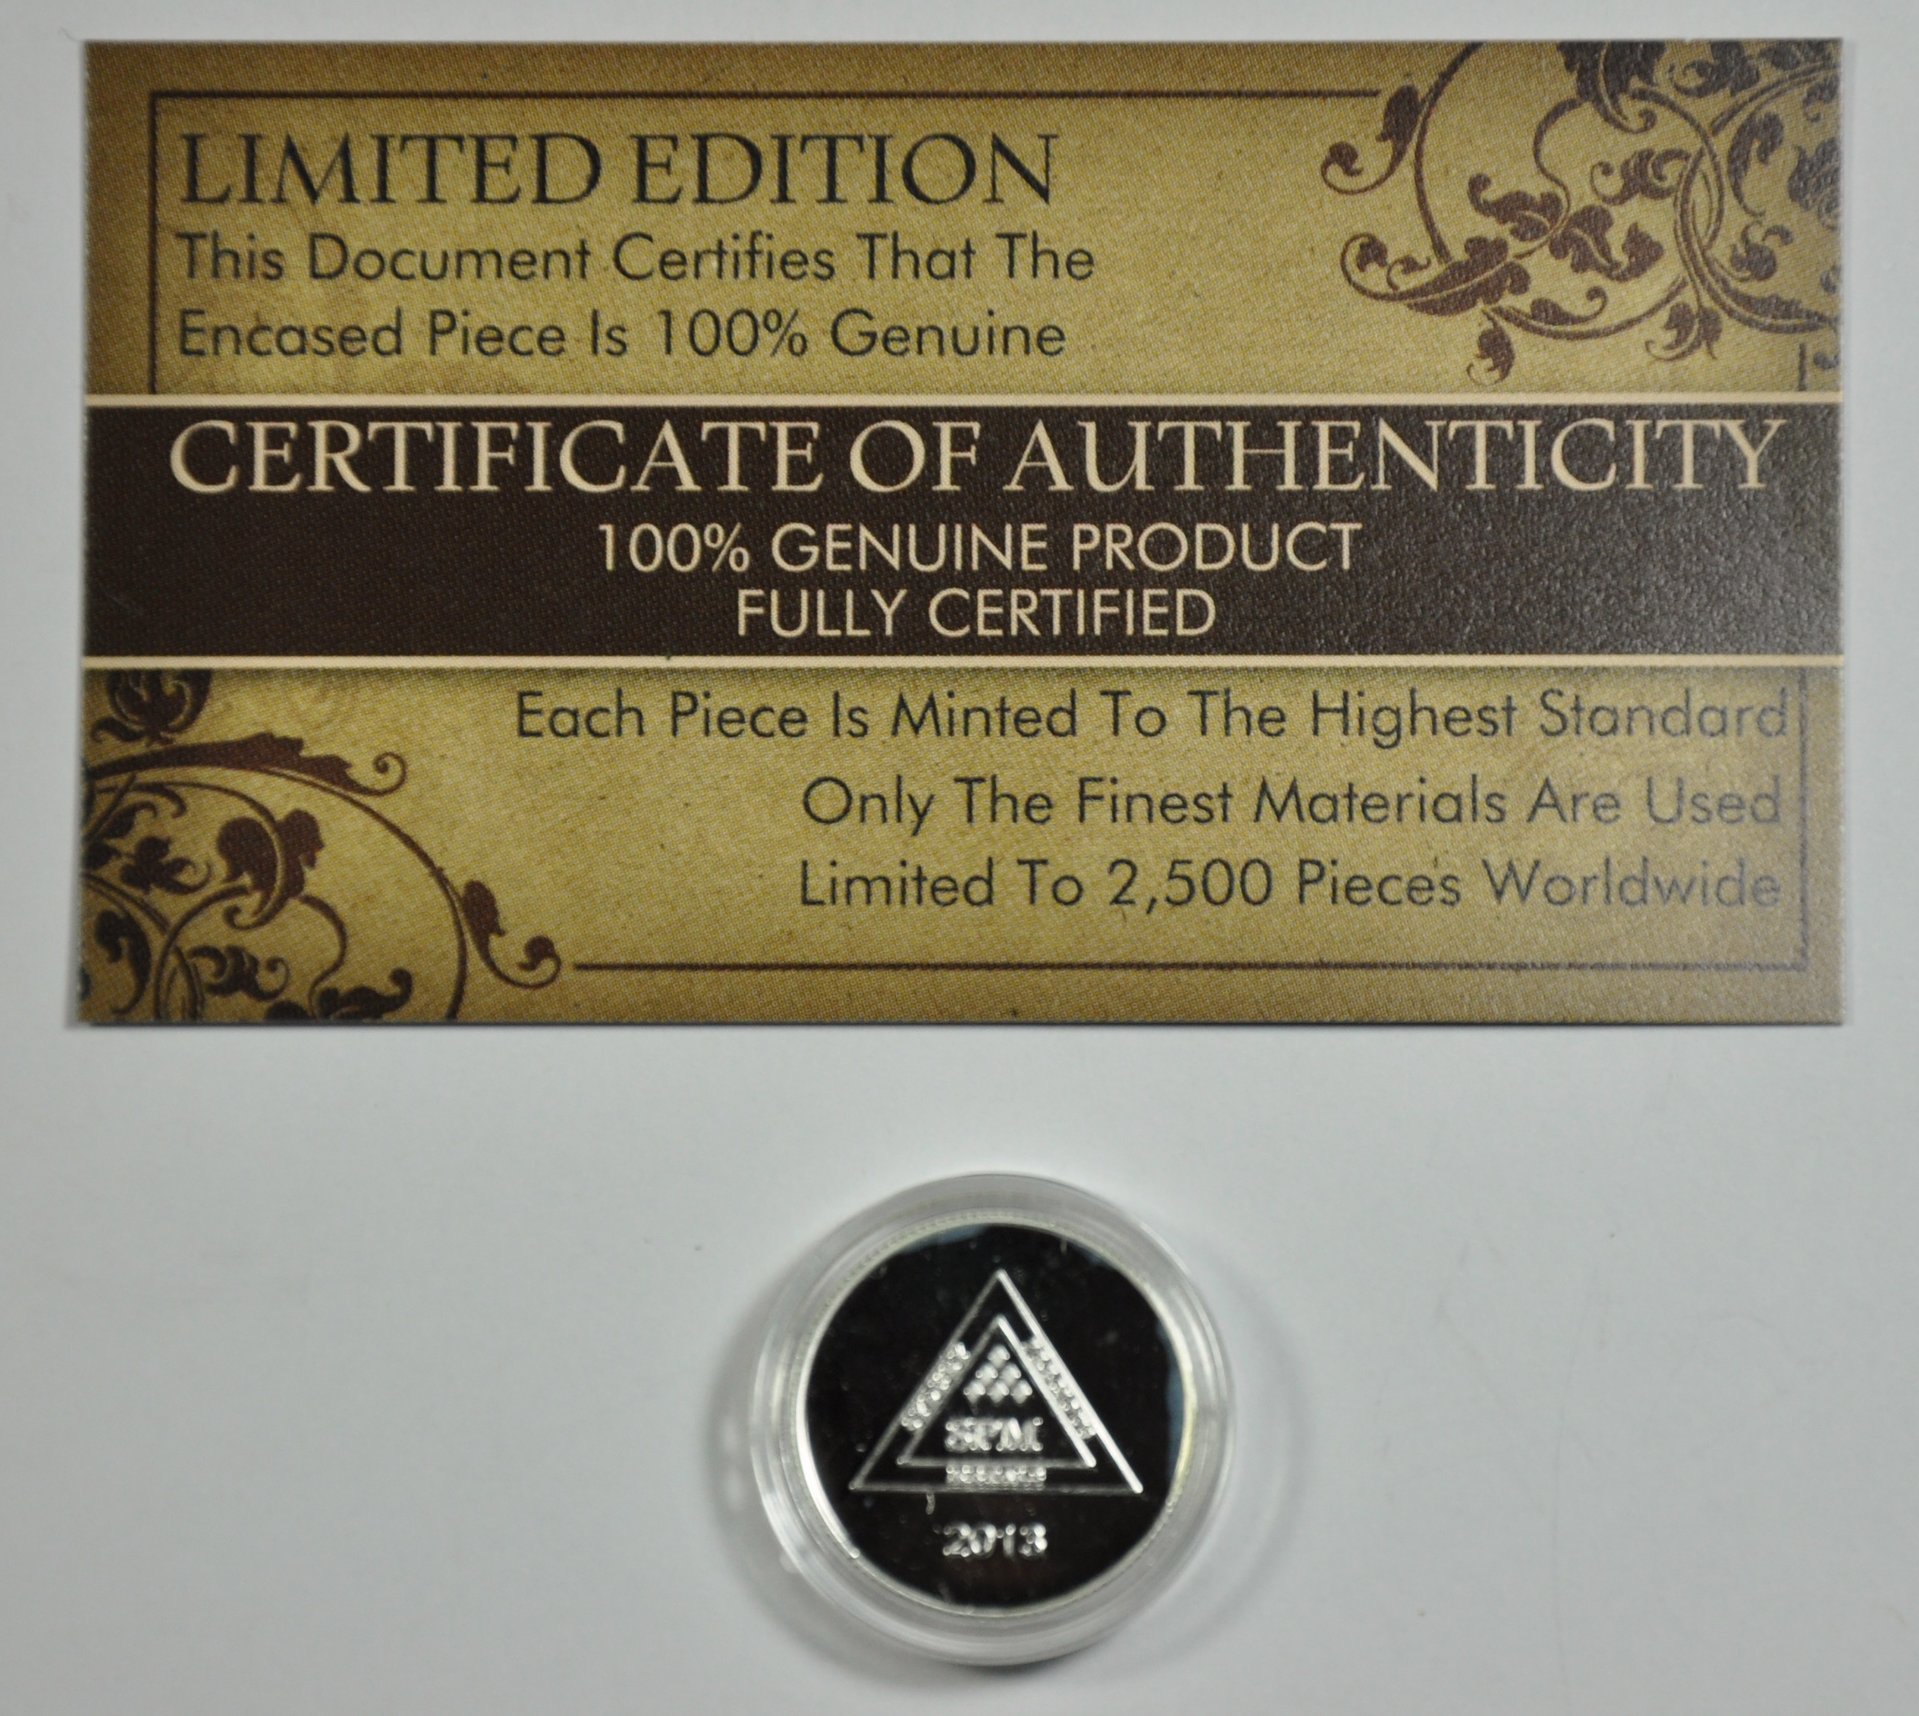 LIMITED EDITION
This Document Certifies That The
Encased Piece Is 100% Genuine
CERTIFICATE OF AUTHENTICITY
100% GENUINE PRODUCT
FULLY CERTIFIED
Each Piece Is Minted To The Highest Standard
Only The Finest Materials Are Used
Limited To 2,500 Pieces Worldwide
SPM
2013